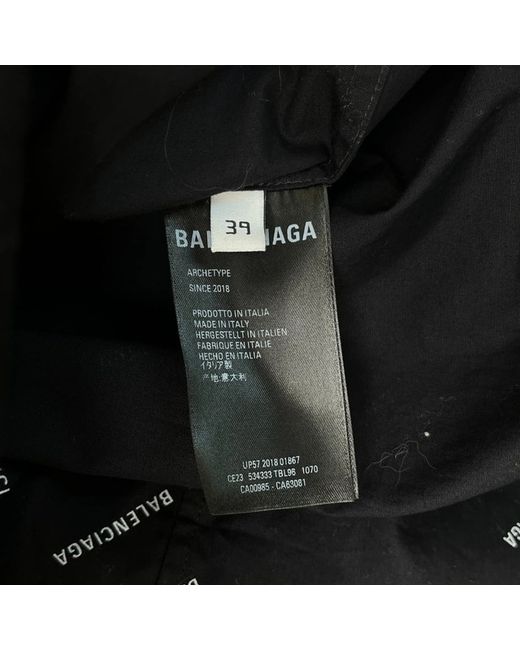 39
BALENCIAGA
ARCHETYPE
SINCE 2018
PRODOTTO IN ITALIA
MADE IN ITALY
HERGESTELLT IN ITALIEN
FABRIQUE EN ITALIE
HECHO EN ITALIA
イタリア製
产地:意大利
UP57 2018 01867
CE23 534333 TBL96 1070
CA00985 - CA83081
BALENCIAGA